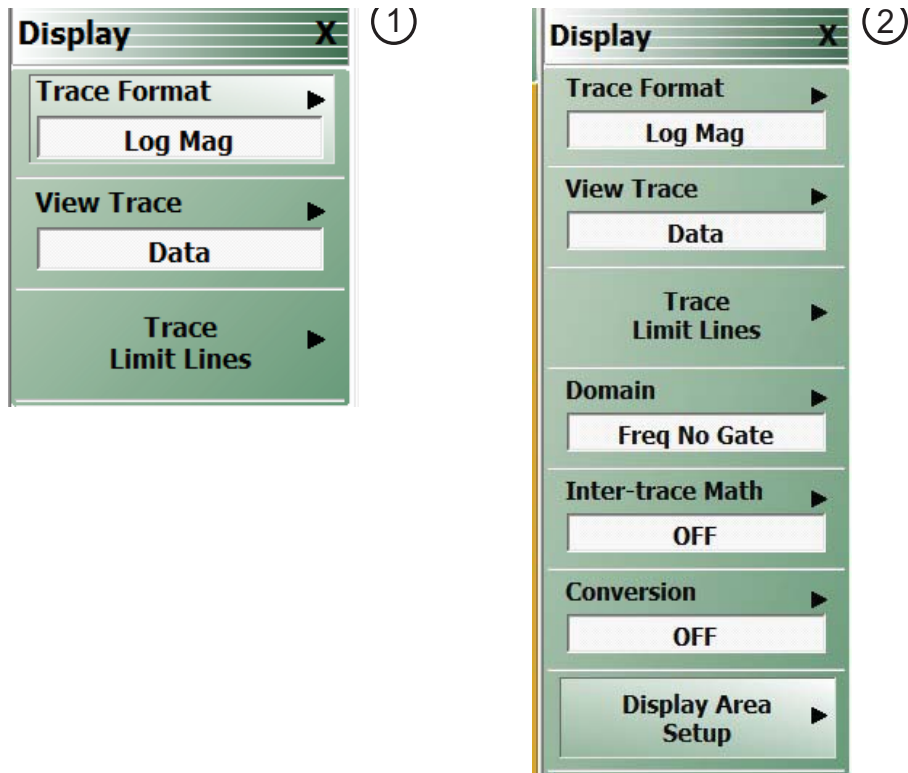 Display X
1
Trace Format
Log Mag
View Trace
Data
Trace
Limit Lines
Display X
2
Trace Format
Log Mag
View Trace
Data
Trace
Limit Lines
Domain
Freq No Gate
Inter-trace Math
OFF
Conversion
OFF
Display Area
Setup